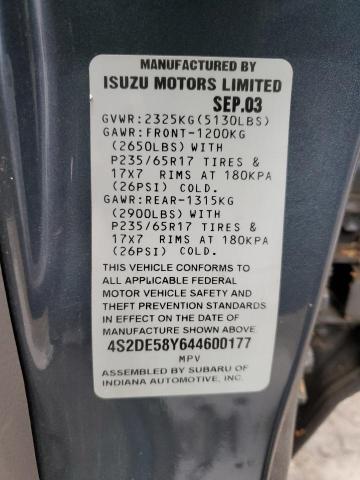 MANUFACTURED BY
ISUZU MOTORS LIMITED
SEP.03
GVWR:2325KG(5130LBS)
GAWR:FRONT-1200KG
(2650LBS)WITH
P235/65R17 TIRES &
17X7 RIMS AT 180KPA
(26PSI) COLD.
GAWR:REAR-1315KG
(2900LBS)WITH
P235/65R17 TIRES &
17X7 RIMS AT 180KPA
(26PSI) COLD.
THIS VEHICLE CONFORMS TO
ALL APPLICABLE FEDERAL
MOTOR VEHICLE SAFETY AND
THEFT PREVENTION STANDARDS
IN EFFECT ON THE DATE OF
MANUFACTURE SHOWN ABOVE.
4S2DE58Y644600177
MPV
ASSEMBLED BY SUBARU OF
INDIANA AUTOMOTIVE, INC.